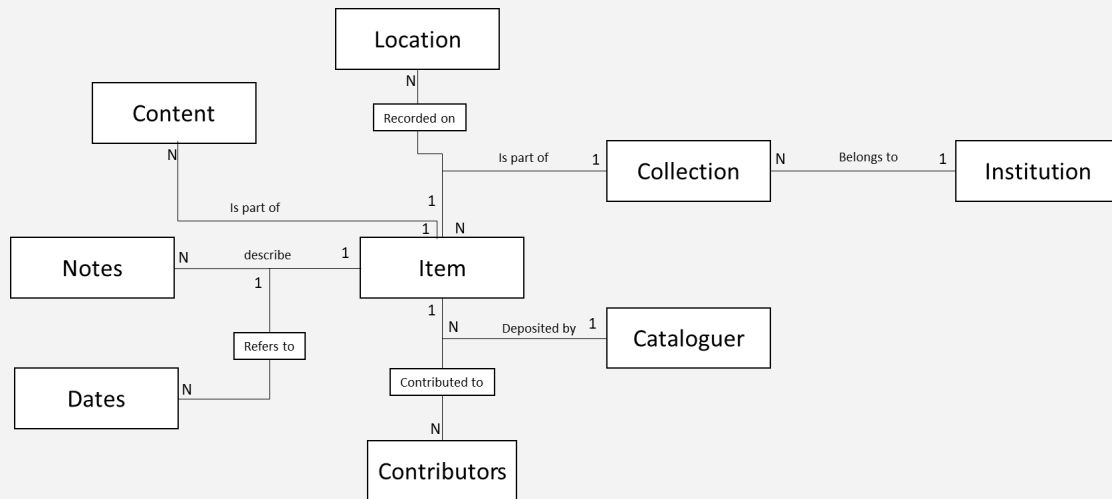 Location
N
Content
Recorded on
N
Is part of
1
Collection
N
Belongs to
1
Institution
1
Is part of
1
N
Notes
N
describe
1
Item
1
1
N
Deposited by
1
Cataloguer
Refers to
Contributed to
N
Dates
N
Contributors